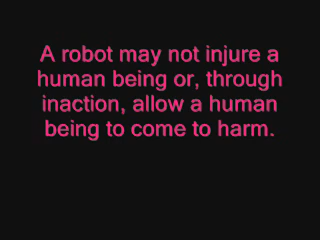 A robot may not injure a
human being or, through
inaction, allow a human
being to come to harm.